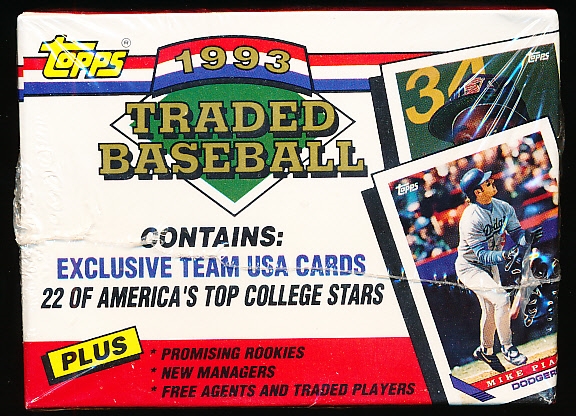 Topps®
1993
TRADED
BASEBALL
34
Topps
Topps
Dod
MIKE PIA
DODGER
CONTAINS:
EXCLUSIVE TEAM USA CARDS
22 OF AMERICA'S TOP COLLEGE STARS
PLUS
* PROMISING ROOKIES
* NEW MANAGERS
* FREE AGENTS AND TRADED PLAYERS